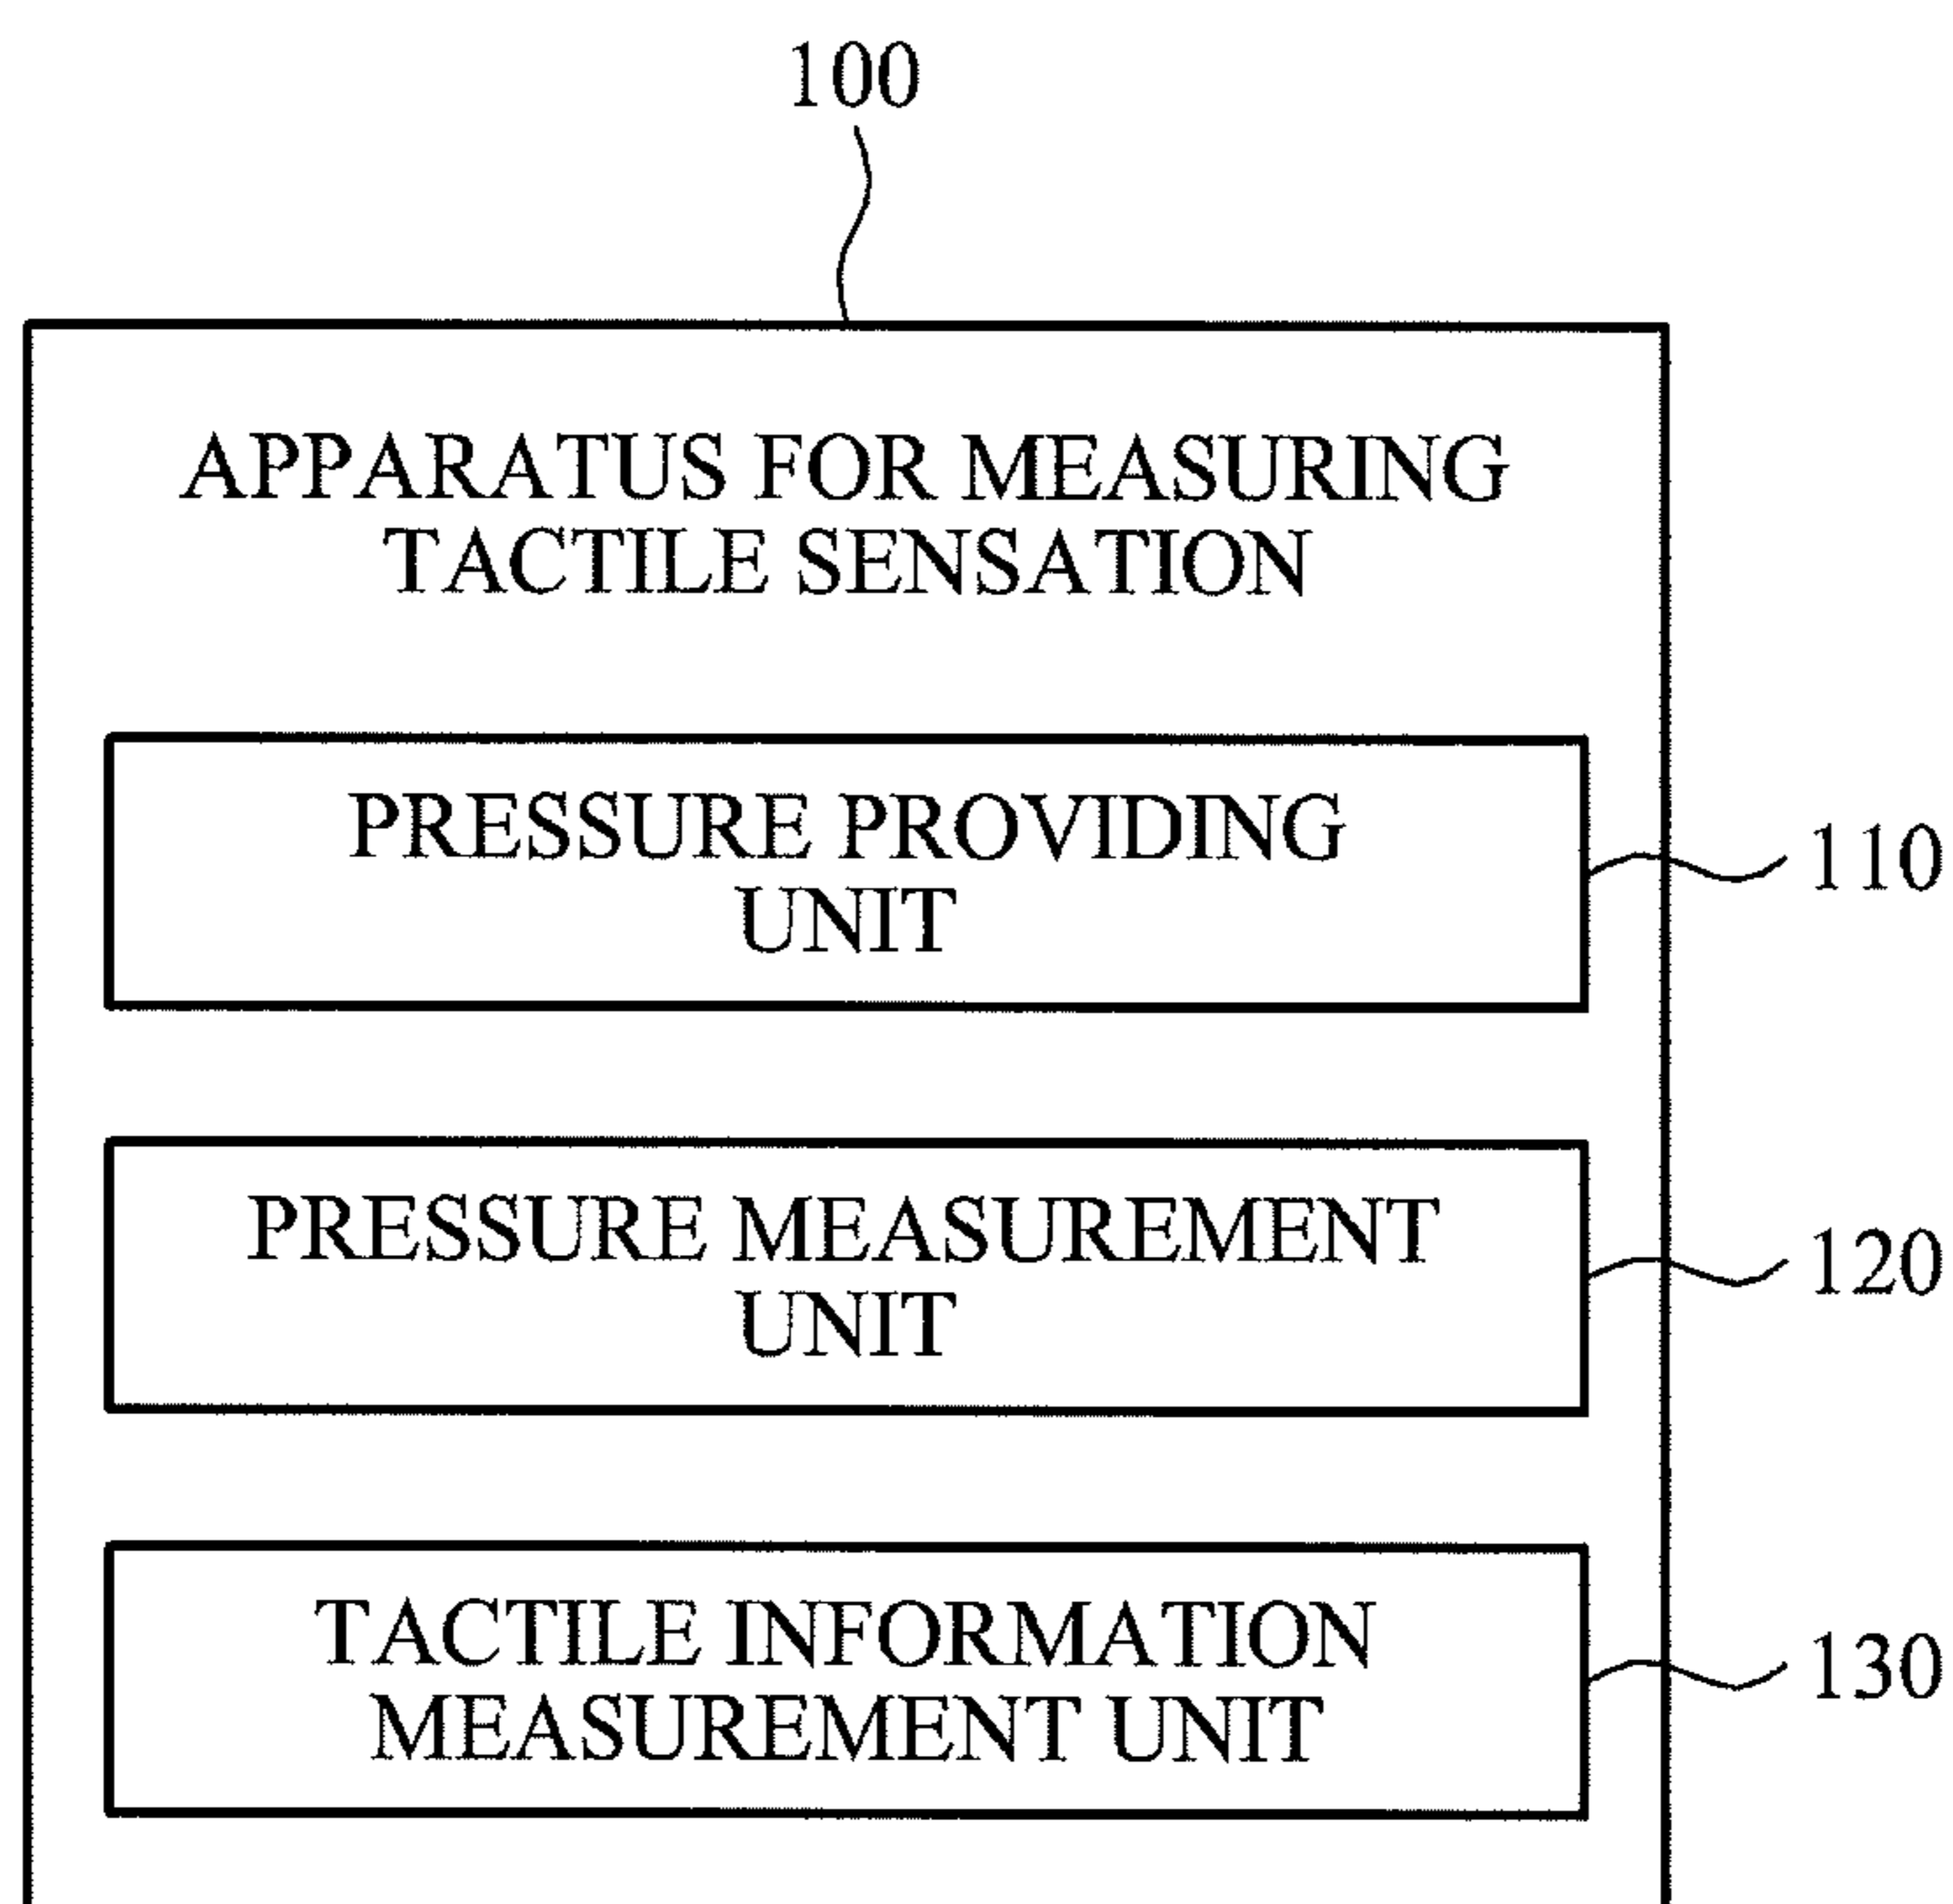 100
APPARATUS FOR MEASURING
TACTILE SENSATION
PRESSURE PROVIDING
UNIT
110
PRESSURE MEASUREMENT
UNIT
120
TACTILE INFORMATION
MEASUREMENT UNIT
130